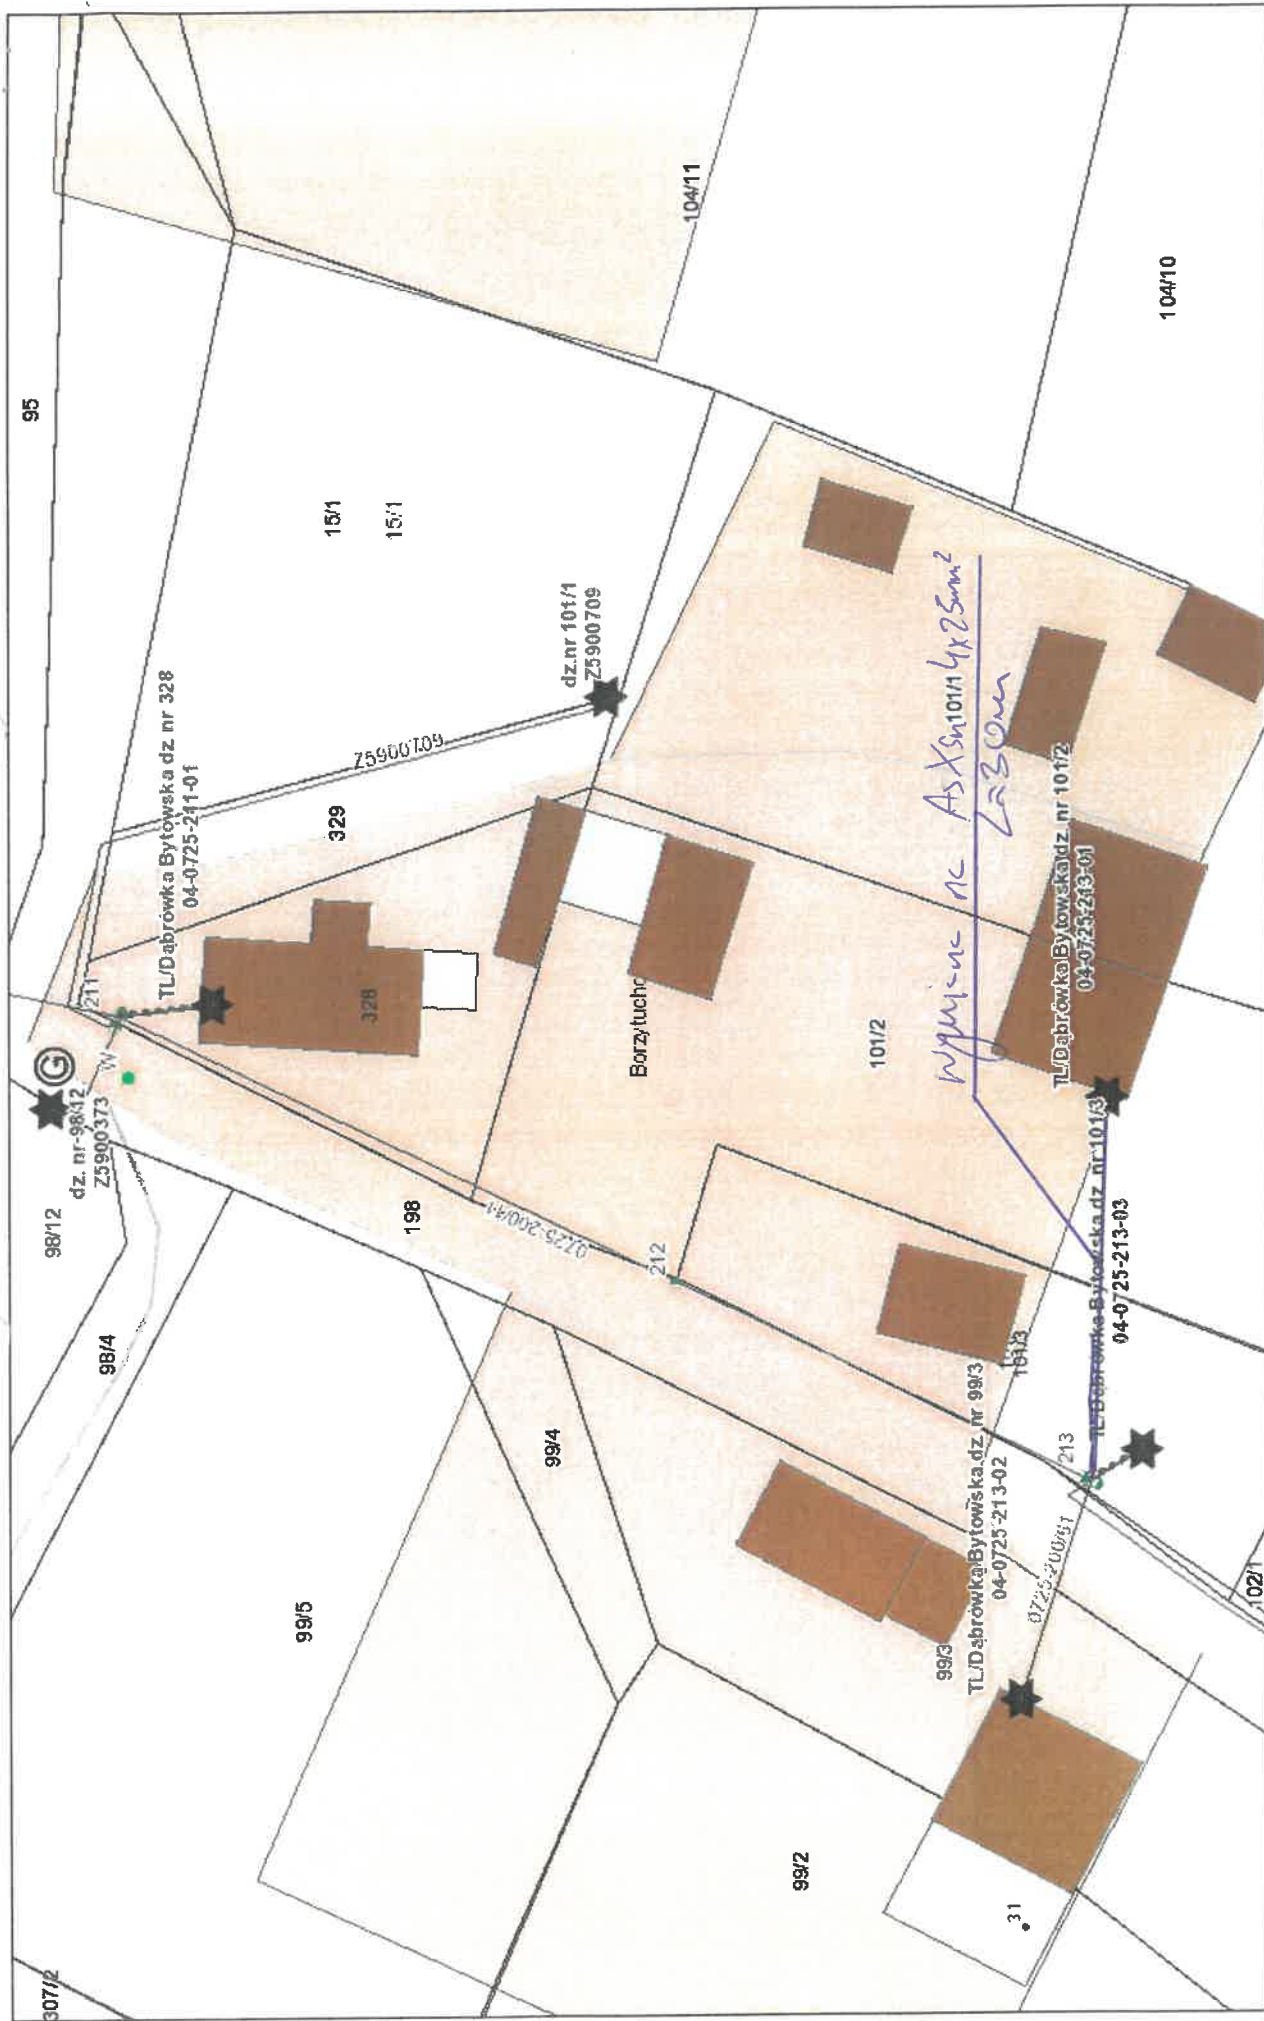 95
104/11
104/10
15/1
15/1
dz.nr 101/1
Z5900709
Z5900709
TL/Dąbrówka Bytowska dz nr 328
04-0725-211-01
329
328
211
W
G
dz. nr-98/12
Z5900373
98/12
98/4
198
0725-200/41
212
Borzytucho
101/2
AsXSn 4x25mm²
L=30m
101/1
TL/Dąbrówka Bytowska dz. nr 101/2
04-0725-213-01
TL/Dąbrówka Bytowska dz. nr 101/3
04-0725-213-03
101/3
213
TL/Dąbrówka Bytowska dz. nr 99/3
04-0725-213-02
0725-200/51
99/3
99/4
99/5
99/2
31
102/1
307/2